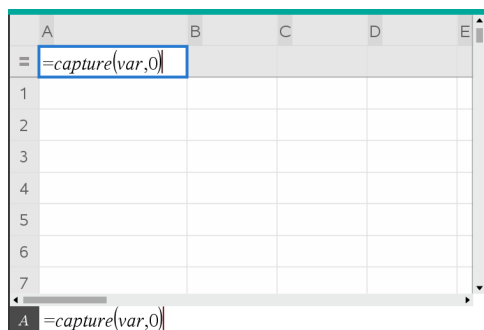 A B C D E
= =capture(var,0)
1
2
3
4
5
6
7
A =capture(var,0)